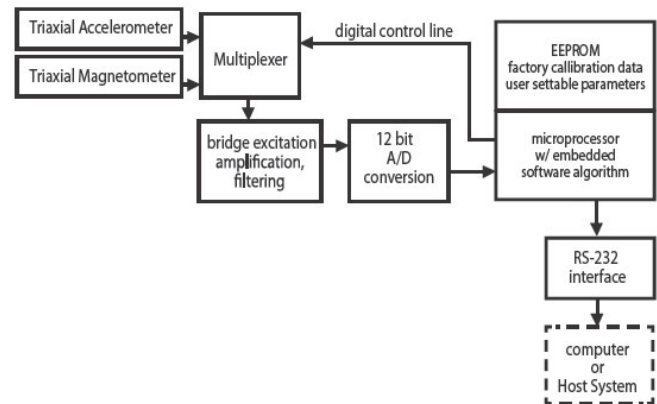 Triaxial Accelerometer
Triaxial Magnetometer
Multiplexer
digital control line
EEPROM
factory callibration data
user settable parameters
bridge excitation
amplification,
filtering
12 bit
A/D
conversion
microprocessor
w/ embedded
software algorithm
RS-232
interface
computer
or
Host System